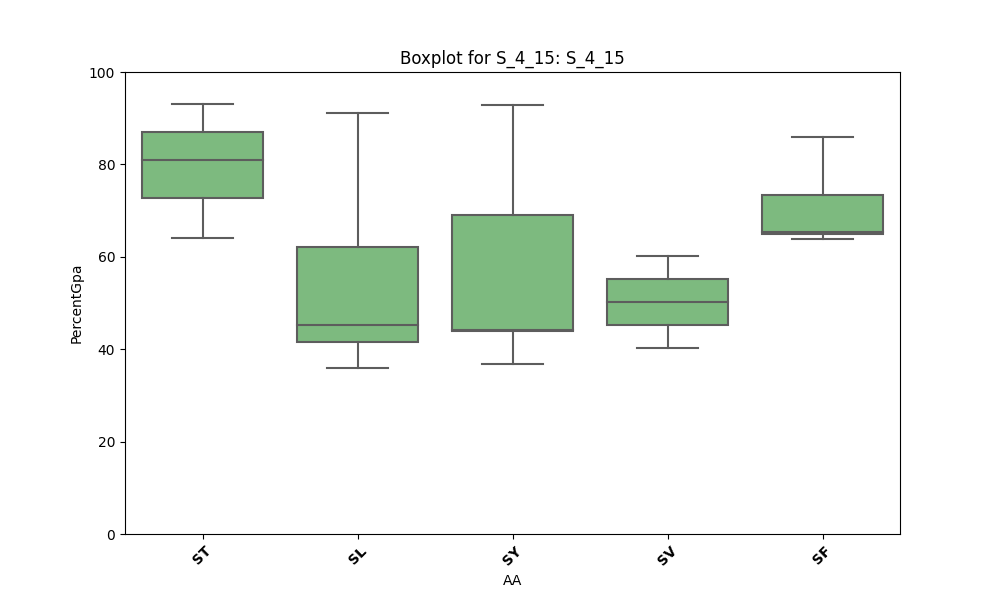 Boxplot for S_4_15: S_4_15
100
80
60
40
20
0
PercentGpa
ST
SL
SY
SV
SF
AA